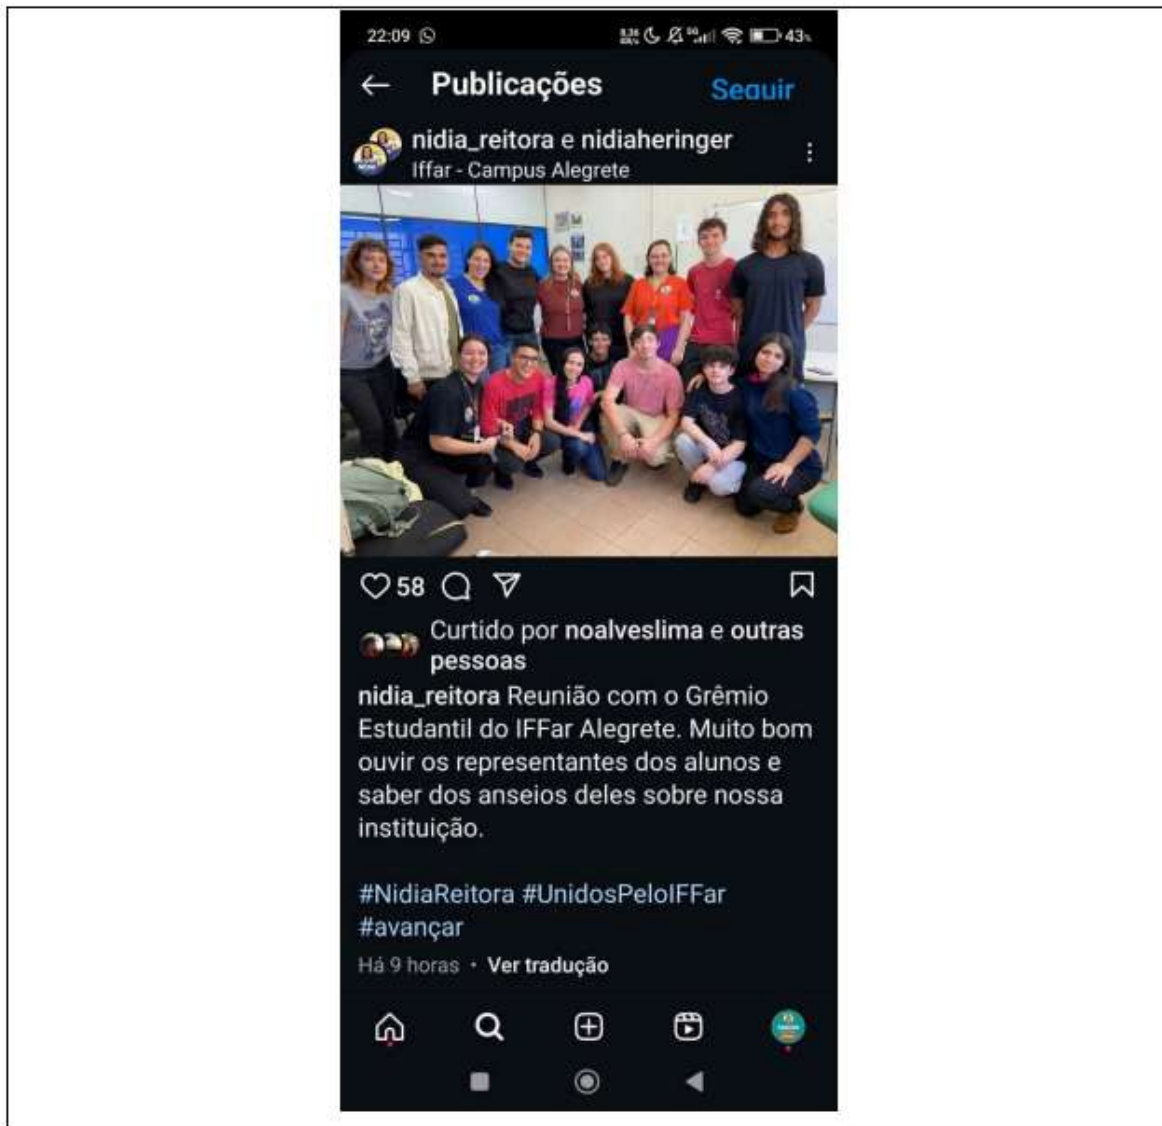 22:09
5G 43%
Publicações Seguir
nidia_reitora e nidiaheringer
Iffar - Campus Alegrete
58
Curtido por noalveslima e outras
pessoas
nidia_reitora Reunião com o Grêmio
Estudantil do IFFar Alegrete. Muito bom
ouvir os representantes dos alunos e
saber dos anseios deles sobre nossa
instituição.
#NidiaReitora #UnidosPeloIFFar
#avançar
Há 9 horas • Ver tradução